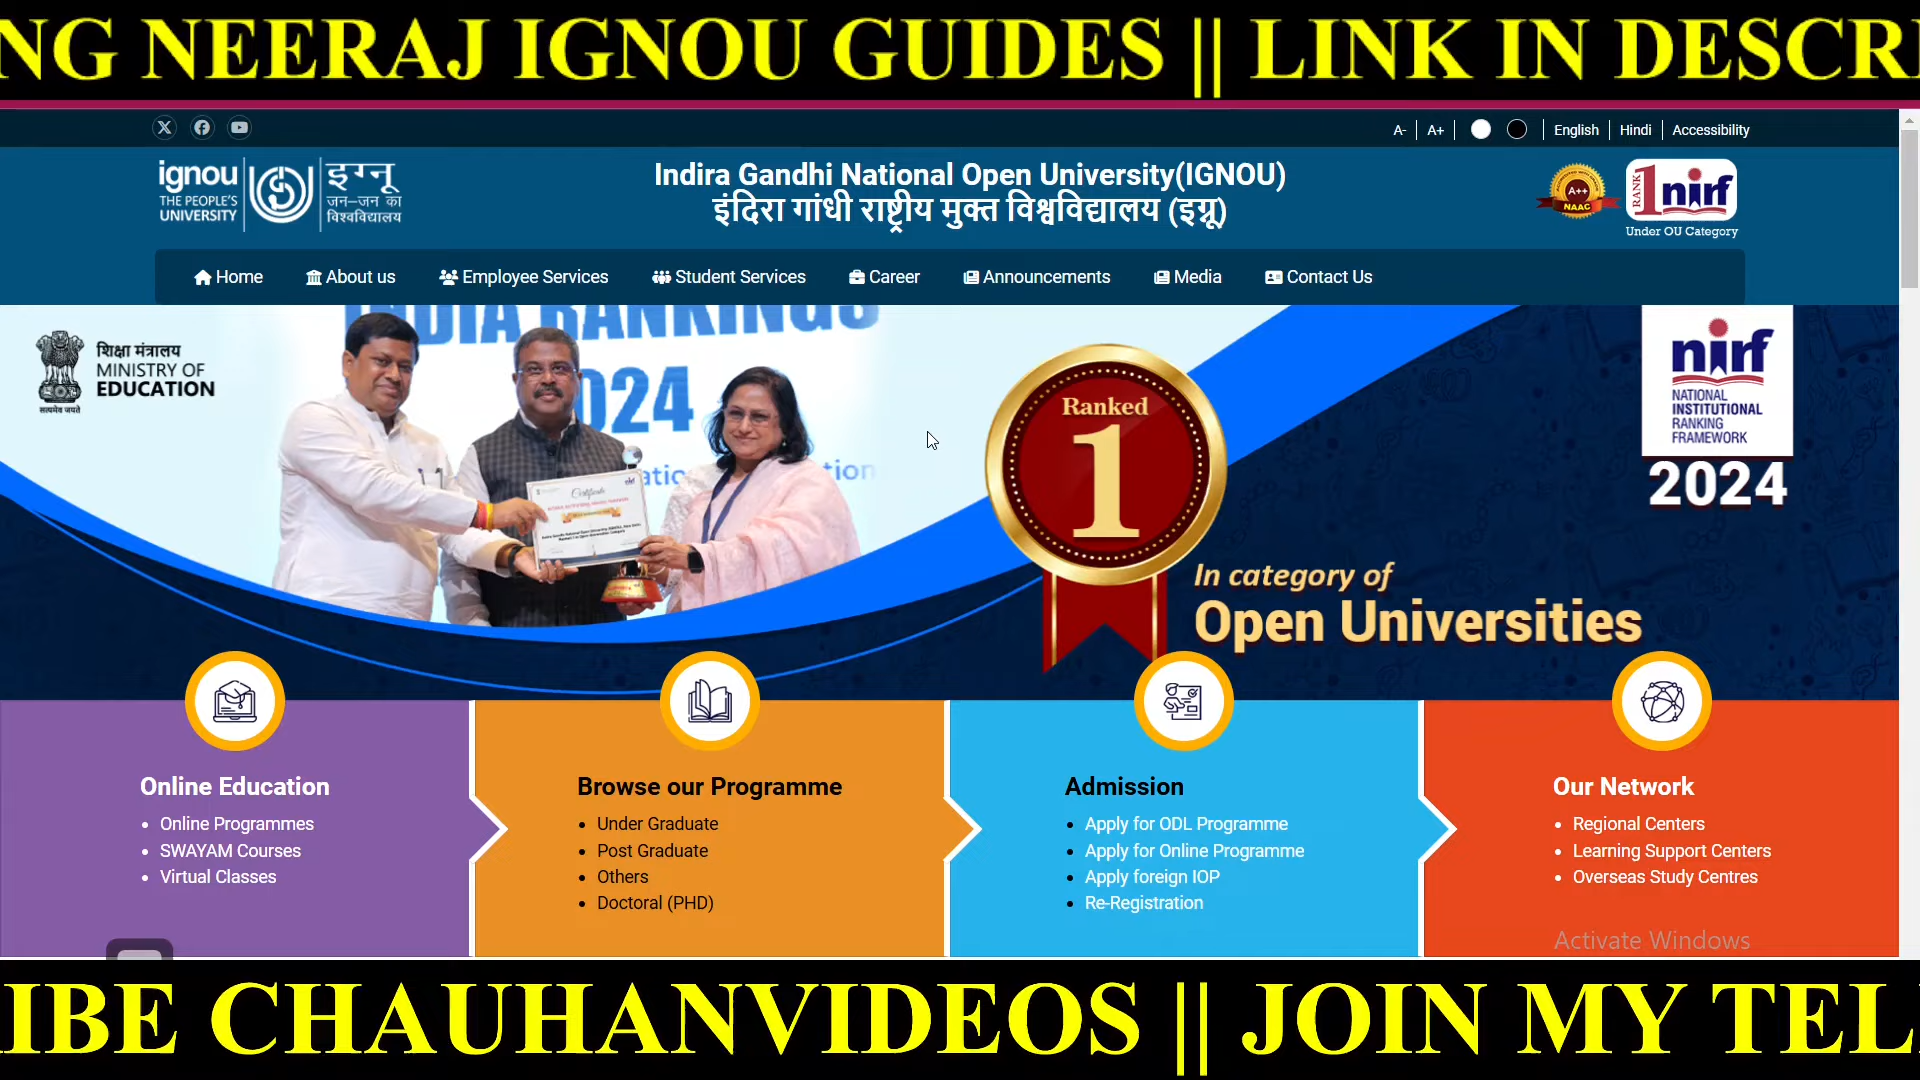 NG NEERAJ IGNOU GUIDES || LINK IN DESCRI
A- A+ English Hindi Accessibility
ignou
THE PEOPLE'S
UNIVERSITY
इग्नू
जन-जन का
विश्वविद्यालय
Indira Gandhi National Open University(IGNOU)
इंदिरा गांधी राष्ट्रीय मुक्त विश्वविद्यालय (इग्नू)
A++
NAAC
RANK 1 nirf
Under OU Category
Home About us Employee Services Student Services Career Announcements Media Contact Us
शिक्षा मंत्रालय
MINISTRY OF
EDUCATION
सत्यमेव जयते
INDIA RANKINGS
2024
Certificate
Ranked
1
In category of
Open Universities
nirf
NATIONAL
INSTITUTIONAL
RANKING
FRAMEWORK
2024
Online Education
Online Programmes
SWAYAM Courses
Virtual Classes
Browse our Programme
Under Graduate
Post Graduate
Others
Doctoral (PHD)
Admission
Apply for ODL Programme
Apply for Online Programme
Apply foreign IOP
Re-Registration
Our Network
Regional Centers
Learning Support Centers
Overseas Study Centres
Activate Windows
IBE CHAUHANVIDEOS || JOIN MY TEL